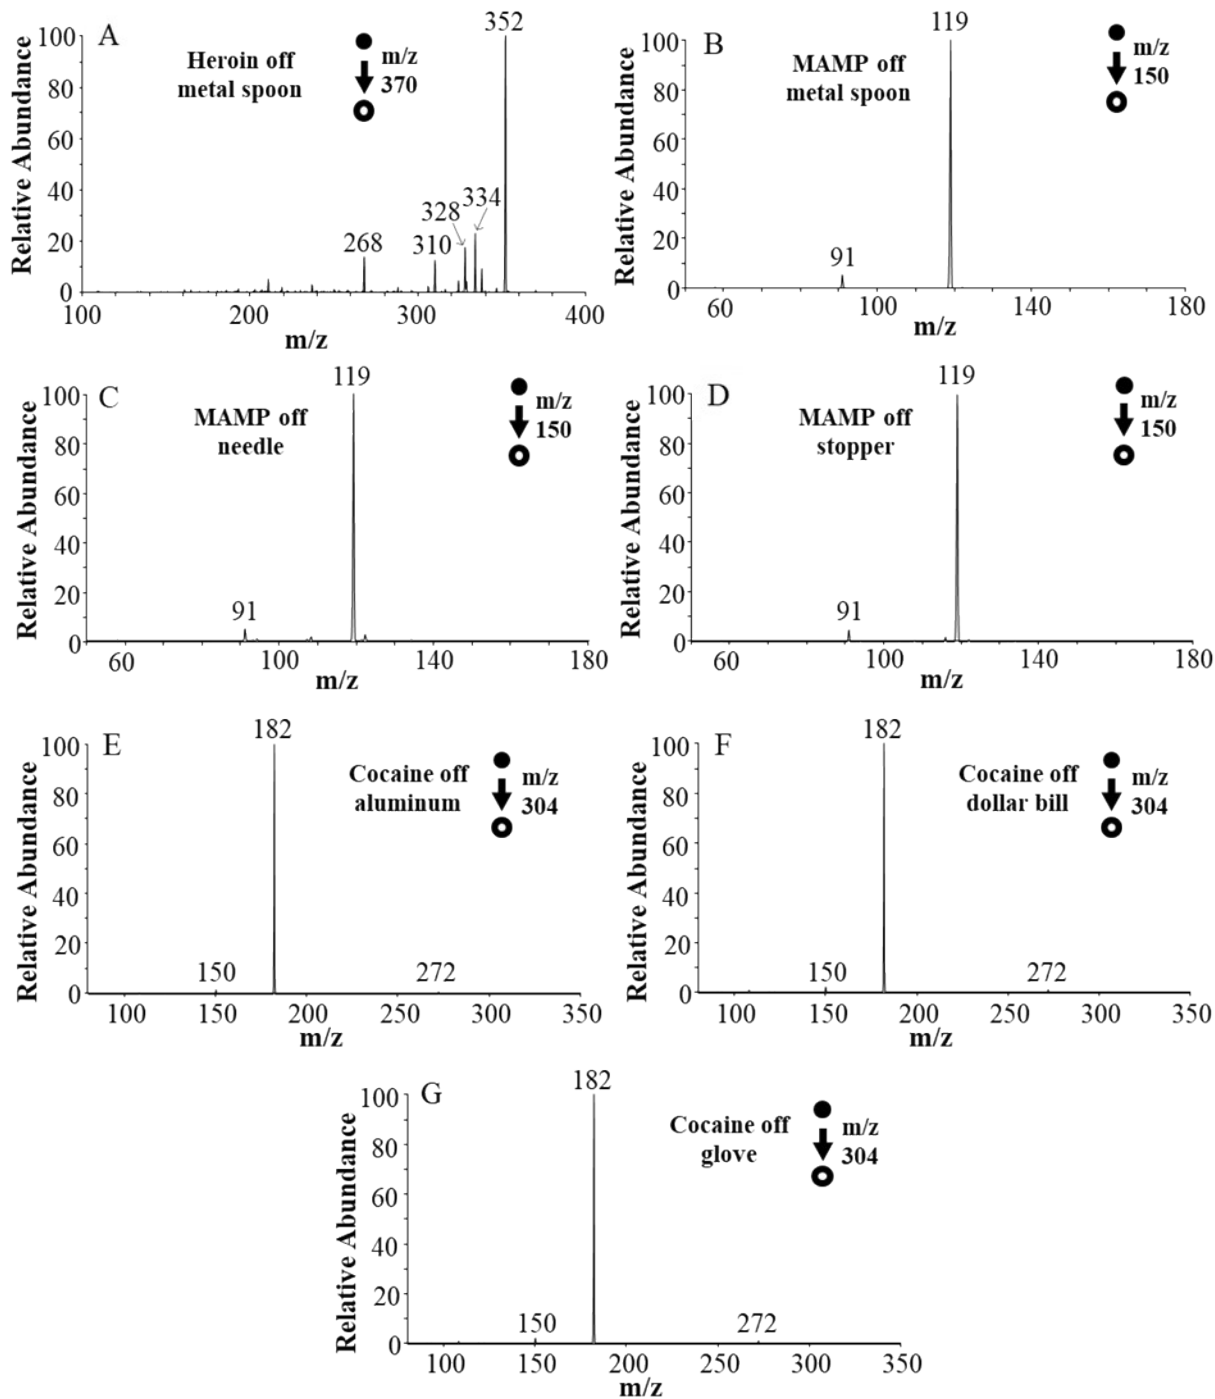 A
Heroin off
metal spoon
m/z
370
352
334
328
310
268
Relative Abundance
100
80
60
40
20
0
100 200 300 400
m/z
B
MAMP off
metal spoon
m/z
150
119
91
Relative Abundance
100
80
60
40
20
0
60 100 140 180
m/z
C
MAMP off
needle
m/z
150
119
91
Relative Abundance
100
80
60
40
20
0
60 100 140 180
m/z
D
MAMP off
stopper
m/z
150
119
91
Relative Abundance
100
80
60
40
20
0
60 100 140 180
m/z
E
Cocaine off
aluminum
m/z
304
182
150
272
Relative Abundance
100
80
60
40
20
0
100 150 200 250 300 350
m/z
F
Cocaine off
dollar bill
m/z
304
182
150
272
Relative Abundance
100
80
60
40
20
0
100 150 200 250 300 350
m/z
G
Cocaine off
glove
m/z
304
182
150
272
Relative Abundance
100
80
60
40
20
0
100 150 200 250 300 350
m/z